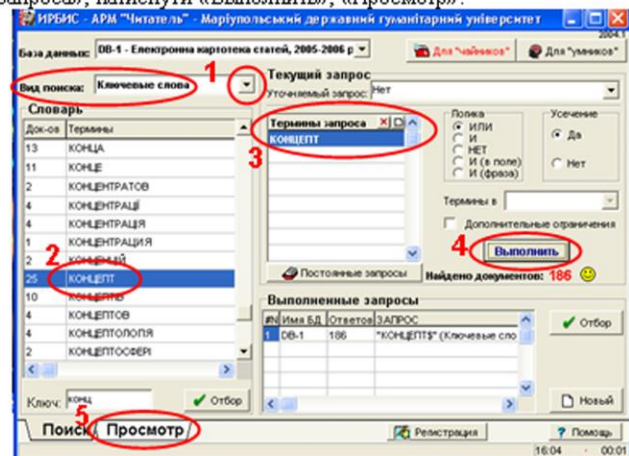 запроса», натиснути «Выполнить», «Просмотр».
ИРБИС - АРМ "Читатель" - Маріупольський державний гуманітарний університет
2004.1
База данных: DB-1 - Електронна картотека статей, 2005-2006 р
Для "чайников"
Для "умников"
1
Вид поиска: Ключевые слова
Текущий запрос
Уточняемый запрос: Нет
Словарь
Док-ов Термины
13 КОНЦА
11 КОНЦЕ
2 КОНЦЕНТРАТОВ
4 КОНЦЕНТРАЦІЇ
4 КОНЦЕНТРАЦІЯ
1 КОНЦЕНТРАЦИЯ
2
25 КОНЦЕПТ
10
4 КОНЦЕПТОВ
4 КОНЦЕПТОЛОГІЯ
2 КОНЦЕПТОСФЕРІ
2
Ключ: КОНЦ
Отбор
Термины запроса
КОНЦЕПТ
3
Постоянные запросы
Логика
ИЛИ
И
НЕТ
И (в поле)
И (фраза)
Усечение
Да
Нет
Термины в
Дополнительные ограничения
4
Выполнить
Найдено документов: 186
Выполненные запросы
#N Имя БД Ответов ЗАПРОС
1 DB-1 186 "КОНЦЕПТ$" (Ключевые сло
Отбор
Новый
5
Поиск Просмотр
Регистрация
Помощь
16:04 00:01